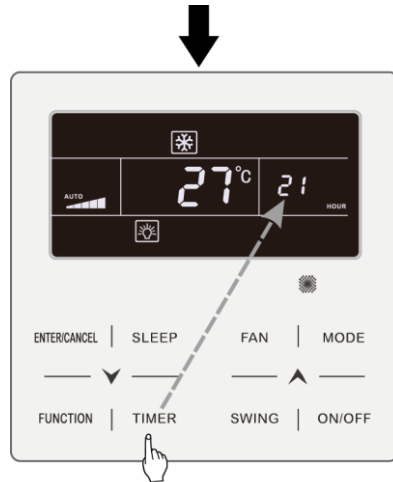 AUTO
27°C
21
HOUR
ENTER/CANCEL SLEEP FAN MODE
FUNCTION TIMER SWING ON/OFF